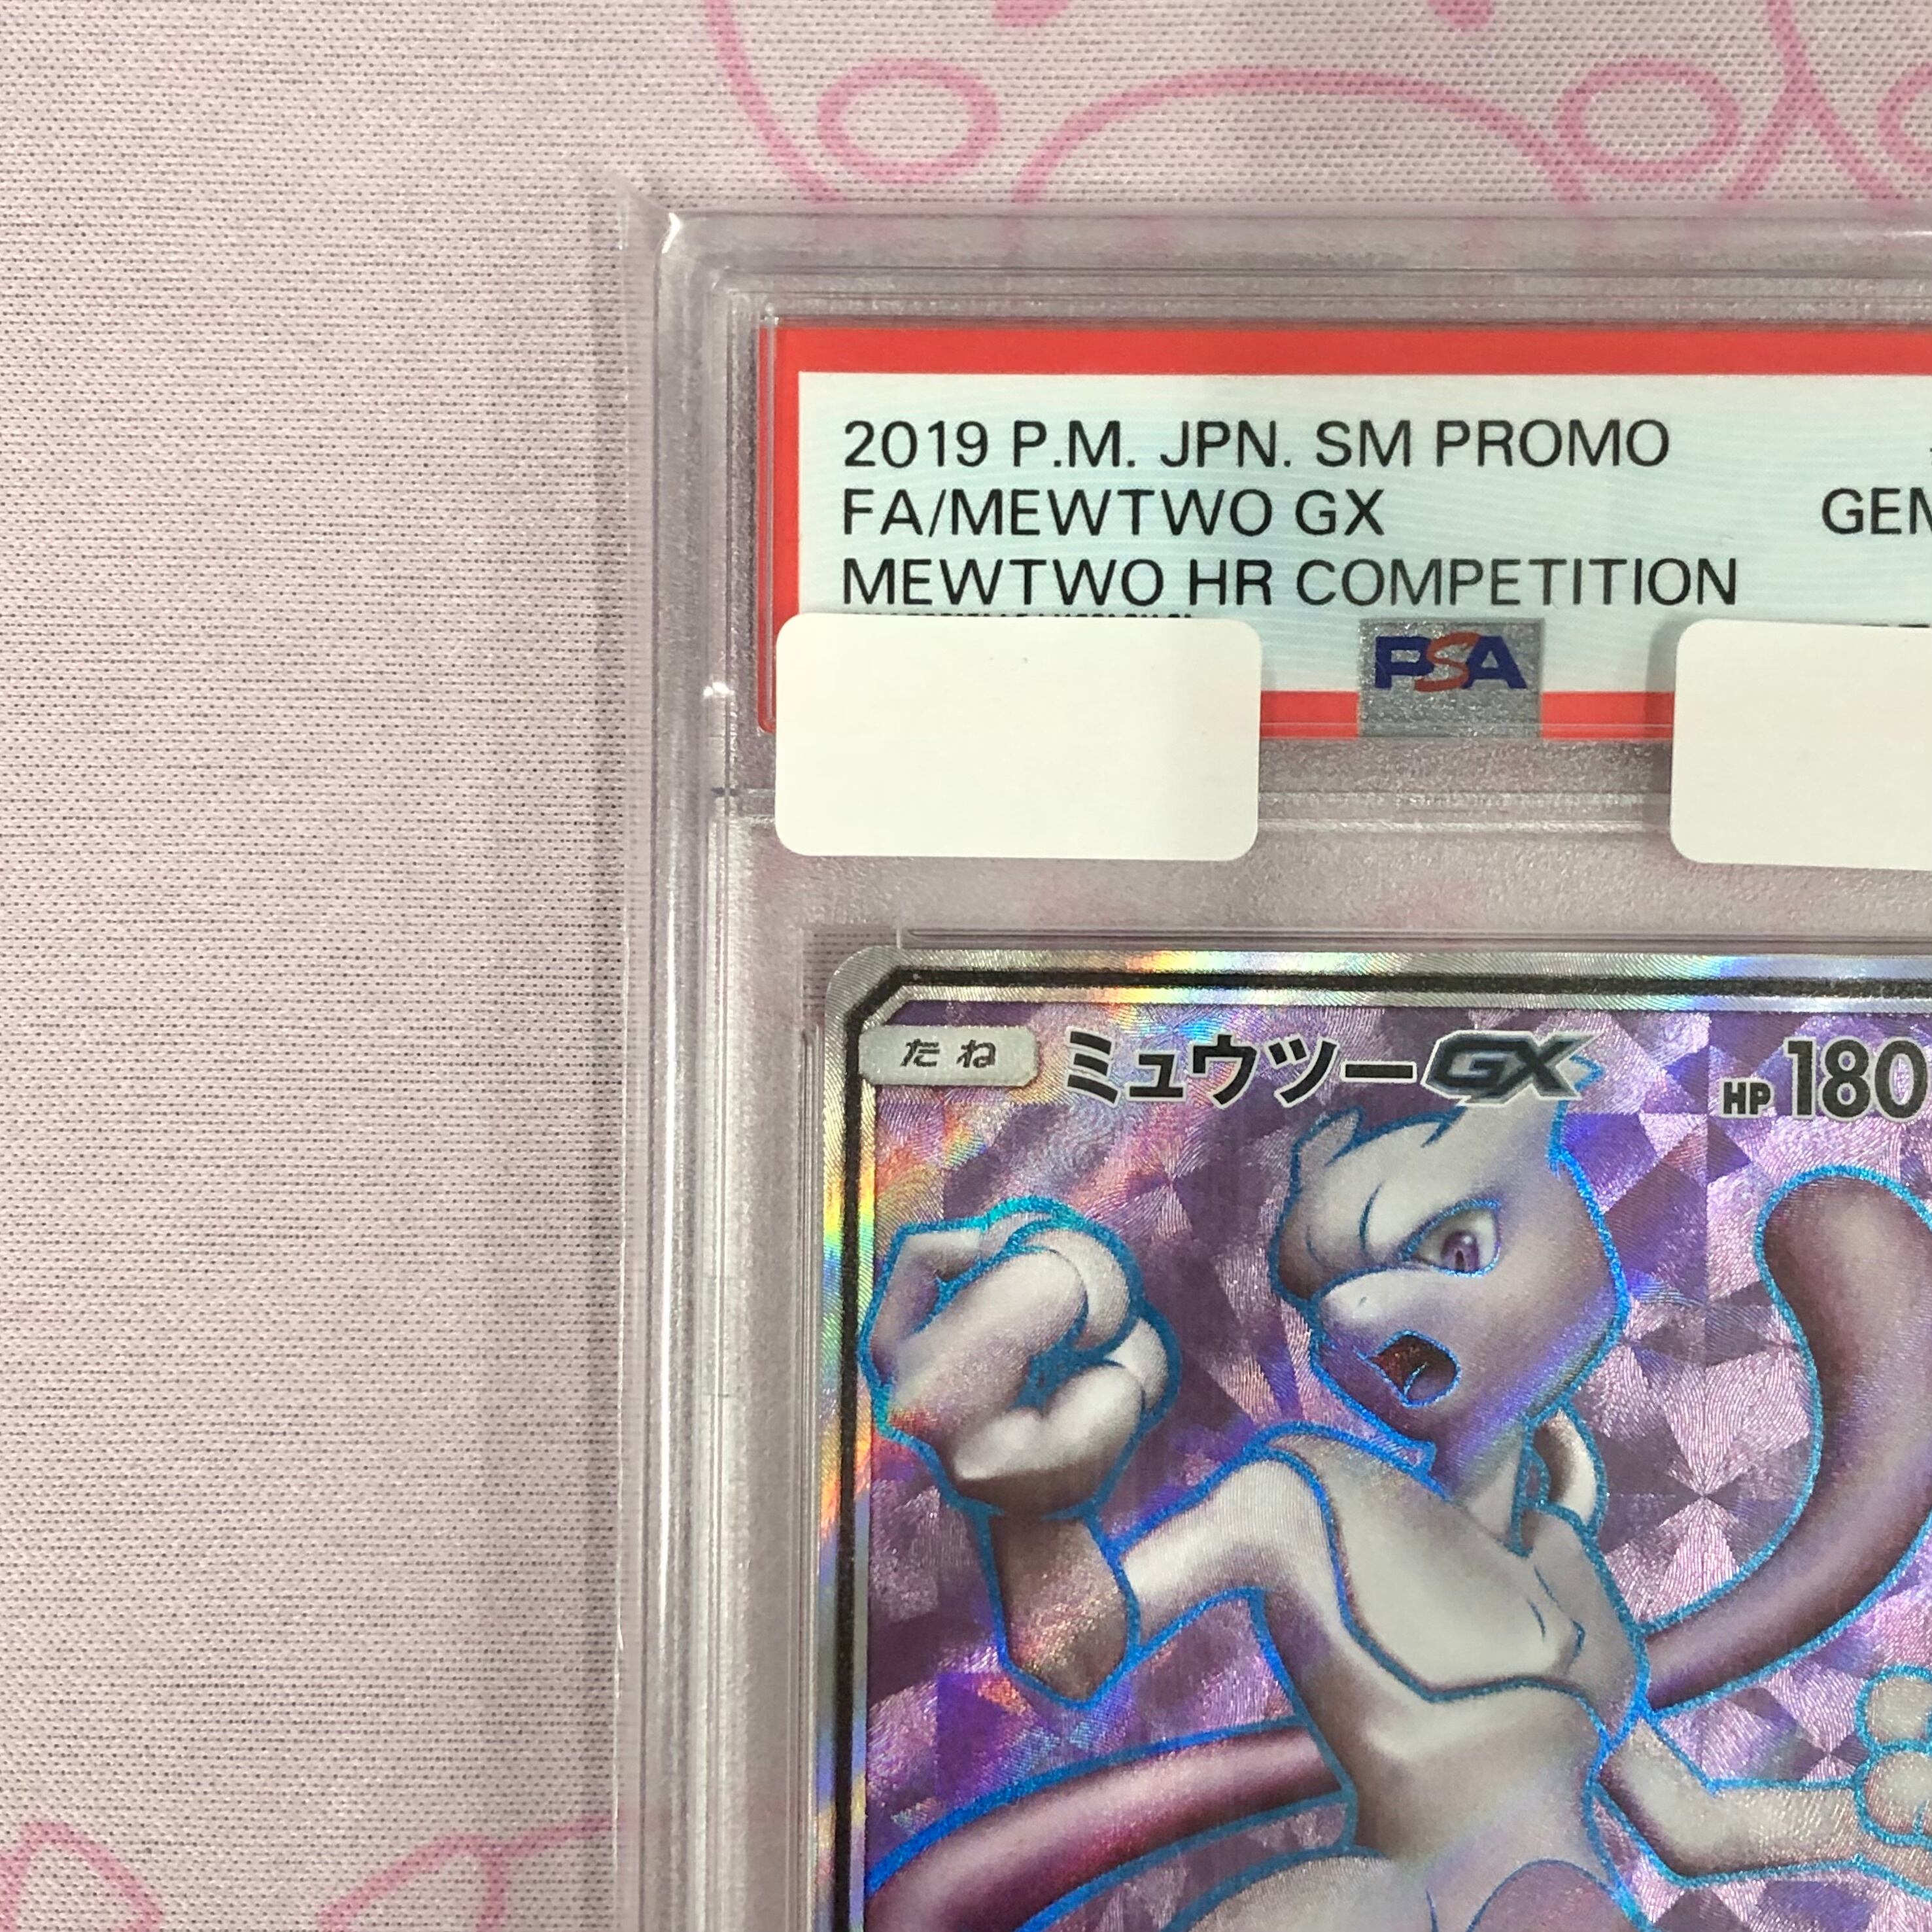 2019 P.M. JPN. SM PROMO
FA/MEWTWO GX
MEWTWO HR COMPETITION
PSA
たね ミュウツーGX HP 180